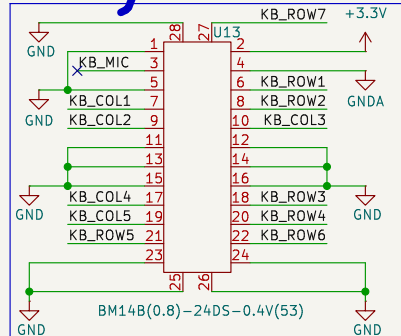 KB_ROW7
+3.3V
28
27
U13
GND
1
2
KB_MIC
3
4
GND
5
6
KB_ROW1
GNDA
KB_COL1
7
8
KB_ROW2
KB_COL2
9
10
KB_COL3
11
12
13
14
15
16
GND
KB_COL4
17
18
KB_ROW3
GND
KB_COL5
19
20
KB_ROW4
KB_ROW5
21
22
KB_ROW6
23
24
25
26
GND
BM14B(0.8)-24DS-0.4V(53)
GND